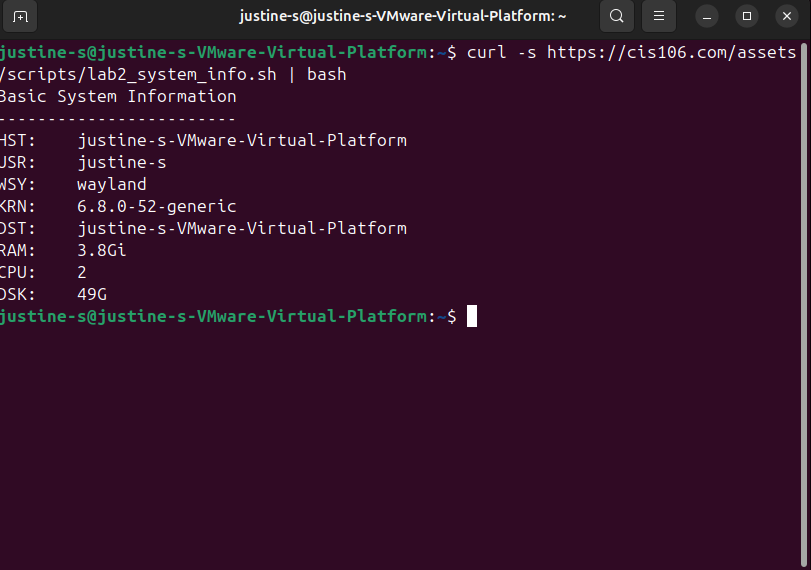 justine-s@justine-s-VMware-Virtual-Platform: ~
justine-s@justine-s-VMware-Virtual-Platform:~$ curl -s https://cis106.com/assets
/scripts/lab2_system_info.sh | bash
Basic System Information
------------------------
HST:    justine-s-VMware-Virtual-Platform
USR:    justine-s
WSY:    wayland
KRN:    6.8.0-52-generic
DST:    justine-s-VMware-Virtual-Platform
RAM:    3.8Gi
CPU:    2
DSK:    49G
justine-s@justine-s-VMware-Virtual-Platform:~$